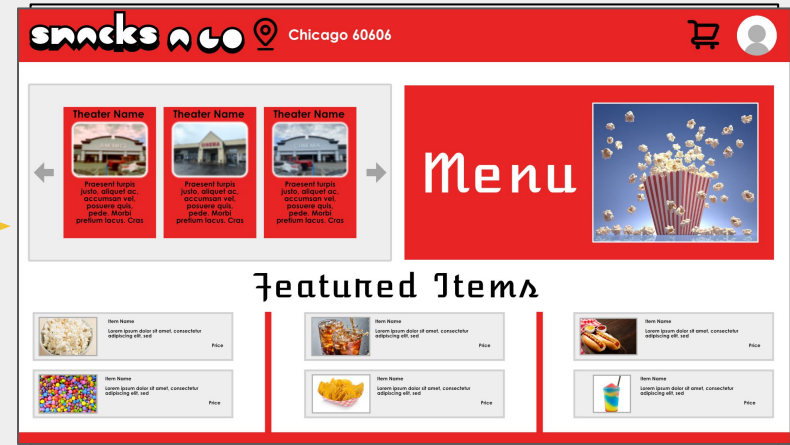 snacks a GO
Chicago 60606
Theater Name
Praesent turpis
justo, aliquet ac,
accumsan vel,
posuere quis,
pede. Morbi
pretium lacus. Cras
Theater Name
Praesent turpis
justo, aliquet ac,
accumsan vel,
posuere quis,
pede. Morbi
pretium lacus. Cras
Theater Name
Praesent turpis
justo, aliquet ac,
accumsan vel,
posuere quis,
pede. Morbi
pretium lacus. Cras
Menu
Featured Items
Item Name
Lorem ipsum dolor sit amet, consectetur
adipiscing elit, sed
Price
Item Name
Lorem ipsum dolor sit amet, consectetur
adipiscing elit, sed
Price
Item Name
Lorem ipsum dolor sit amet, consectetur
adipiscing elit, sed
Price
Item Name
Lorem ipsum dolor sit amet, consectetur
adipiscing elit, sed
Price
Item Name
Lorem ipsum dolor sit amet, consectetur
adipiscing elit, sed
Price
Item Name
Lorem ipsum dolor sit amet, consectetur
adipiscing elit, sed
Price